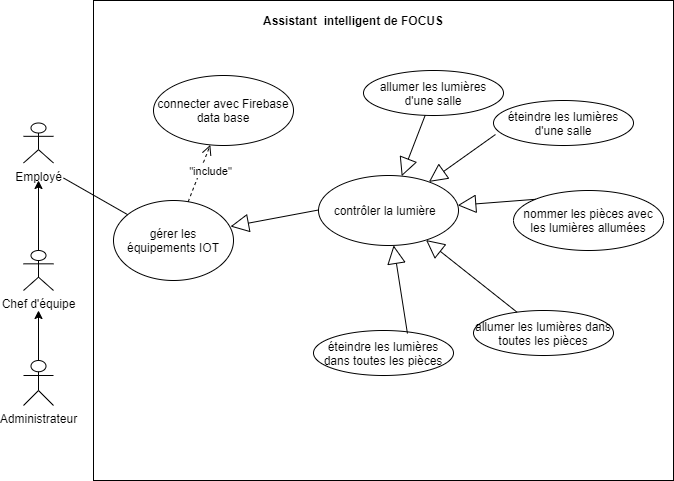 Assistant intelligent de FOCUS
connecter avec Firebase
data base
allumer les lumières
d'une salle
éteindre les lumières
d'une salle
Employé
"include"
gérer les
équipements IOT
contrôler la lumière
nommer les pièces avec
les lumières allumées
Chef d'équipe
éteindre les lumières
dans toutes les pièces
allumer les lumières dans
toutes les pièces
Administrateur